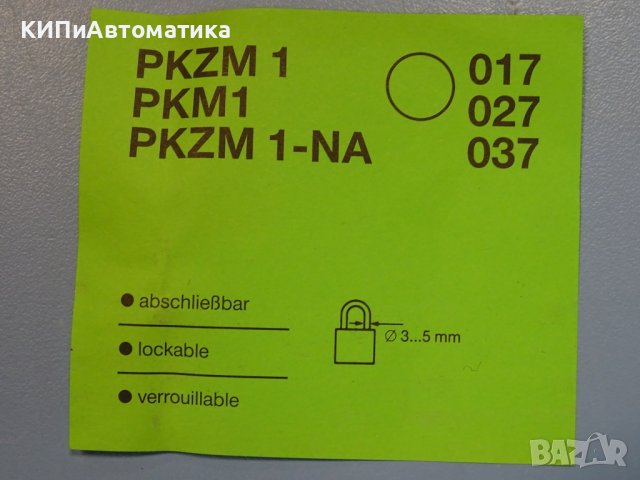 КИПиАвтоматика
PKZM 1 017
PKM1 027
PKZM 1-NA 037
● abschließbar
● lockable
● verrouillable
Ø 3...5 mm
BAZAR